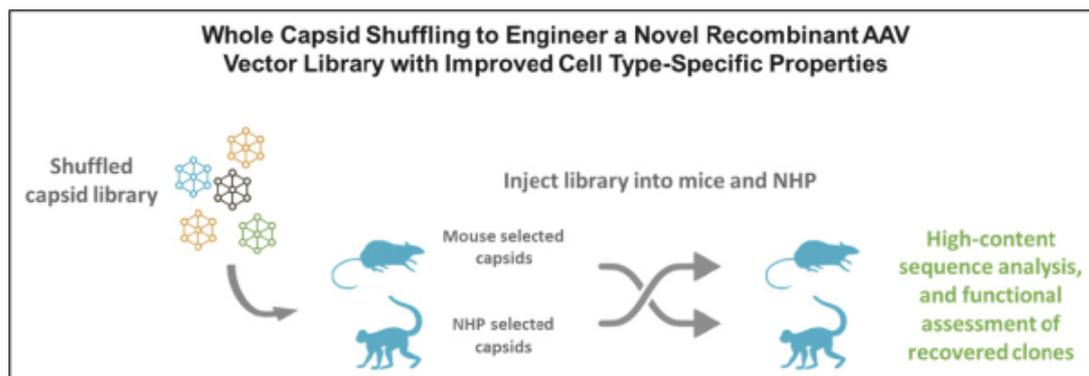 Whole Capsid Shuffling to Engineer a Novel Recombinant AAV
Vector Library with Improved Cell Type-Specific Properties
Shuffled
capsid library
Inject library into mice and NHP
Mouse selected
capsids
NHP selected
capsids
High-content
sequence analysis,
and functional
assessment of
recovered clones